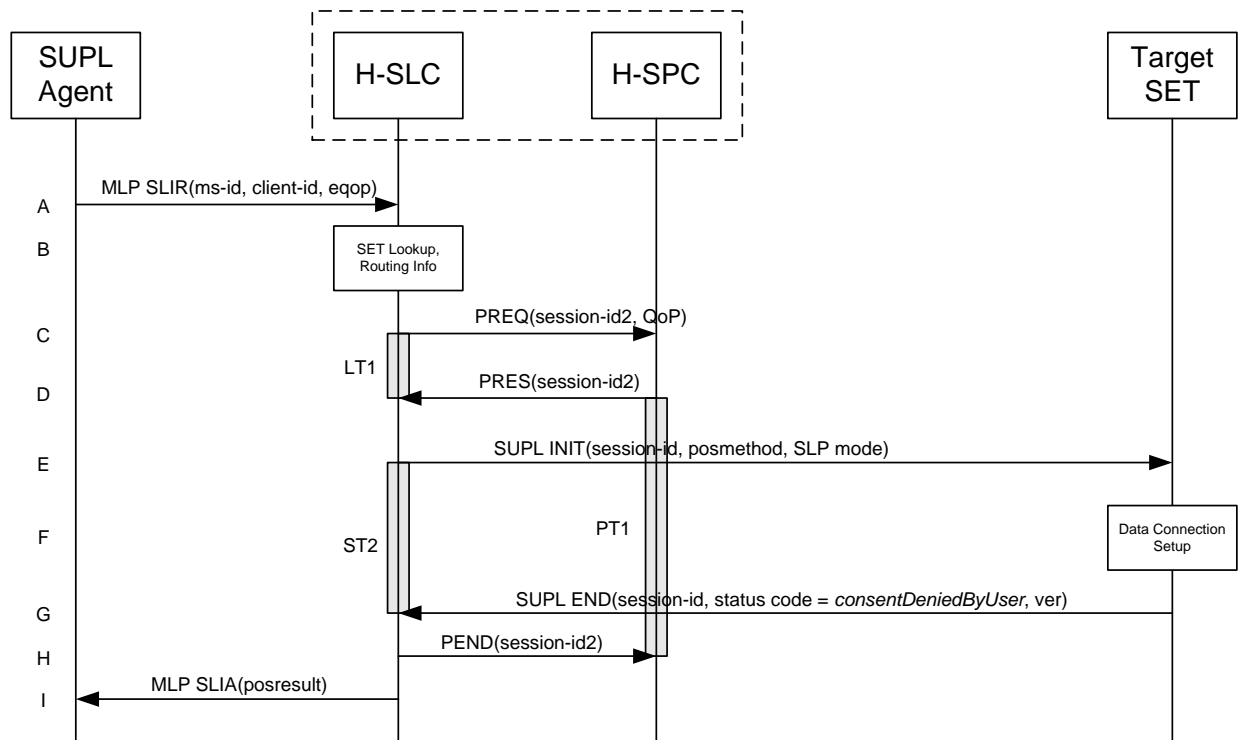 SUPL
Agent
H-SLC
H-SPC
Target
SET
A
MLP SLIR(ms-id, client-id, eqop)
B
SET Lookup,
Routing Info
C
PREQ(session-id2, QoP)
LT1
D
PRES(session-id2)
E
SUPL INIT(session-id, posmethod, SLP mode)
F
ST2
PT1
Data Connection
Setup
G
SUPL END(session-id, status code = consentDeniedByUser, ver)
H
PEND(session-id2)
I
MLP SLIA(posresult)